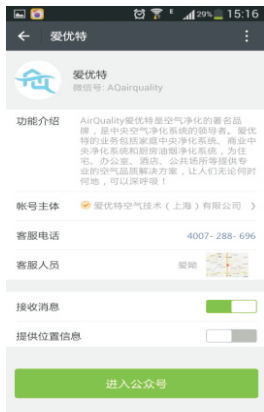 29% 15:16
爱优特
爱优特
微信号: AQairquality
功能介绍
AirQuality爱优特是空气净化的著名品
牌，是中央空气净化系统的领导者。爱优
特的业务包括家庭中央净化系统、商业中
央净化系统和厨房油烟净化系统，为住
宅、办公室、酒店、公共场所等提供专
业的空气品质解决方案，让人们无论何时
何地，可以深呼吸！
帐号主体 爱优特空气技术（上海）有限公司
客服电话 4007-288-696
客服人员 爱呦
接收消息
提供位置信息
进入公众号